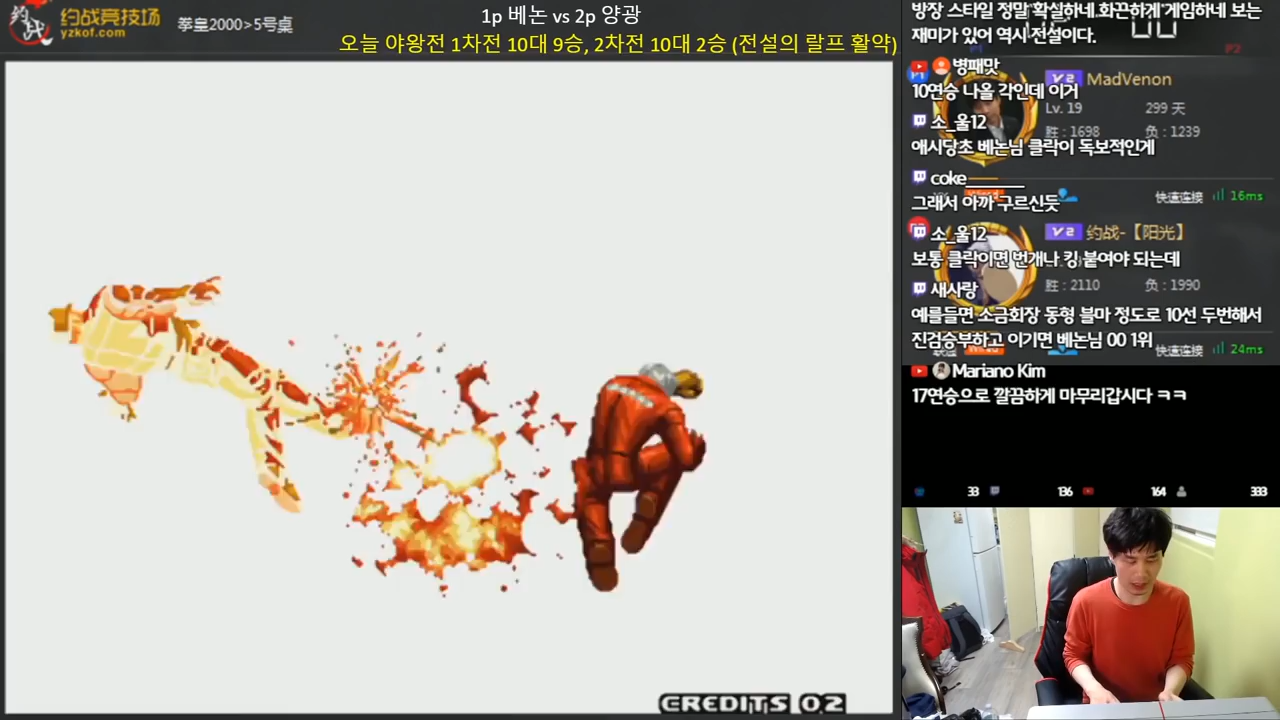 约战
约战竞技场
yzkof.com
拳皇2000>5号桌
1p 베논 vs 2p 양광
오늘 야왕전 1차전 10대 9승, 2차전 10대 2승 (전설의 랄프 활약)
CREDITS 02
방장 스타일 정말 확실하네 화끈하게 게임하네 보는
재미가 있어 역시 전설이다.
P2
병패맛
10연승 나올 각인데 이거
V2 MadVenon
Lv. 19 299 天
胜 : 1698 负 : 1239
소_울12
애시당초 베논님 클락이 독보적인게
coke
快速连接 16ms
그래서 아까 구르신듯
소_울12
V2 约战-【阳光】
보통 클락이면 번개나 킹 붙여야 되는데
胜 : 2110 负 : 1990
새사랑
예를들면 소금회장 동형 블마 정도로 10선 두번해서
진검승부하고 이기면 베논님 00 1위
快速连接 24ms
Mariano Kim
17연승으로 깔끔하게 마무리갑시다 ㅋㅋ
33 136 164 333